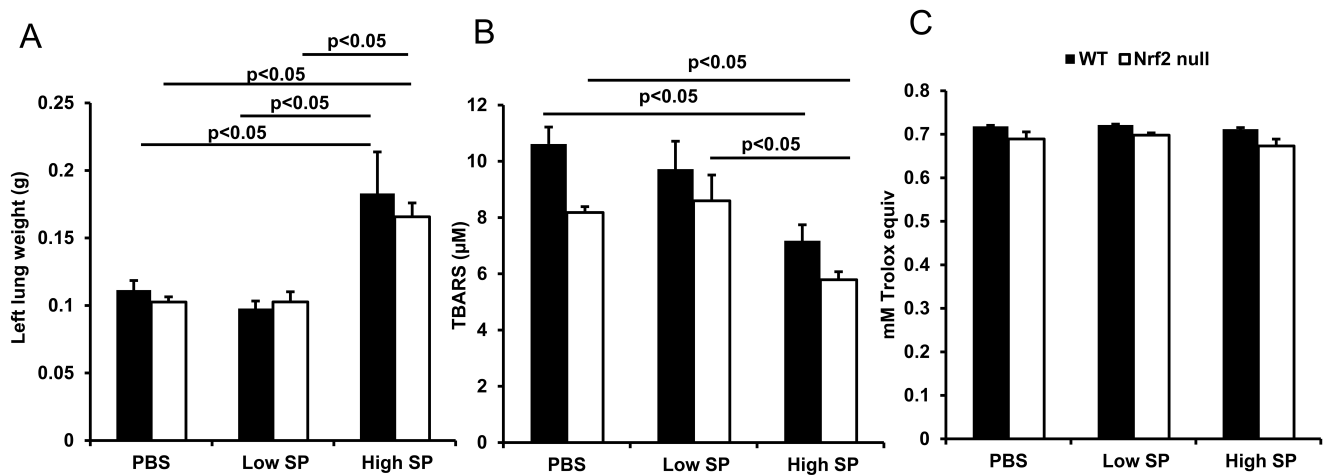 A
p<0.05
p<0.05
p<0.05
p<0.05
Left lung weight (g)
0.25
0.2
0.15
0.1
0.05
0
PBS Low SP High SP
B
p<0.05
p<0.05
p<0.05
TBARS (µM)
12
10
8
6
4
2
0
PBS Low SP High SP
C
WT Nrf2 null
mM Trolox equiv
0.8
0.7
0.6
0.5
0.4
0.3
0.2
0.1
0
PBS Low SP High SP